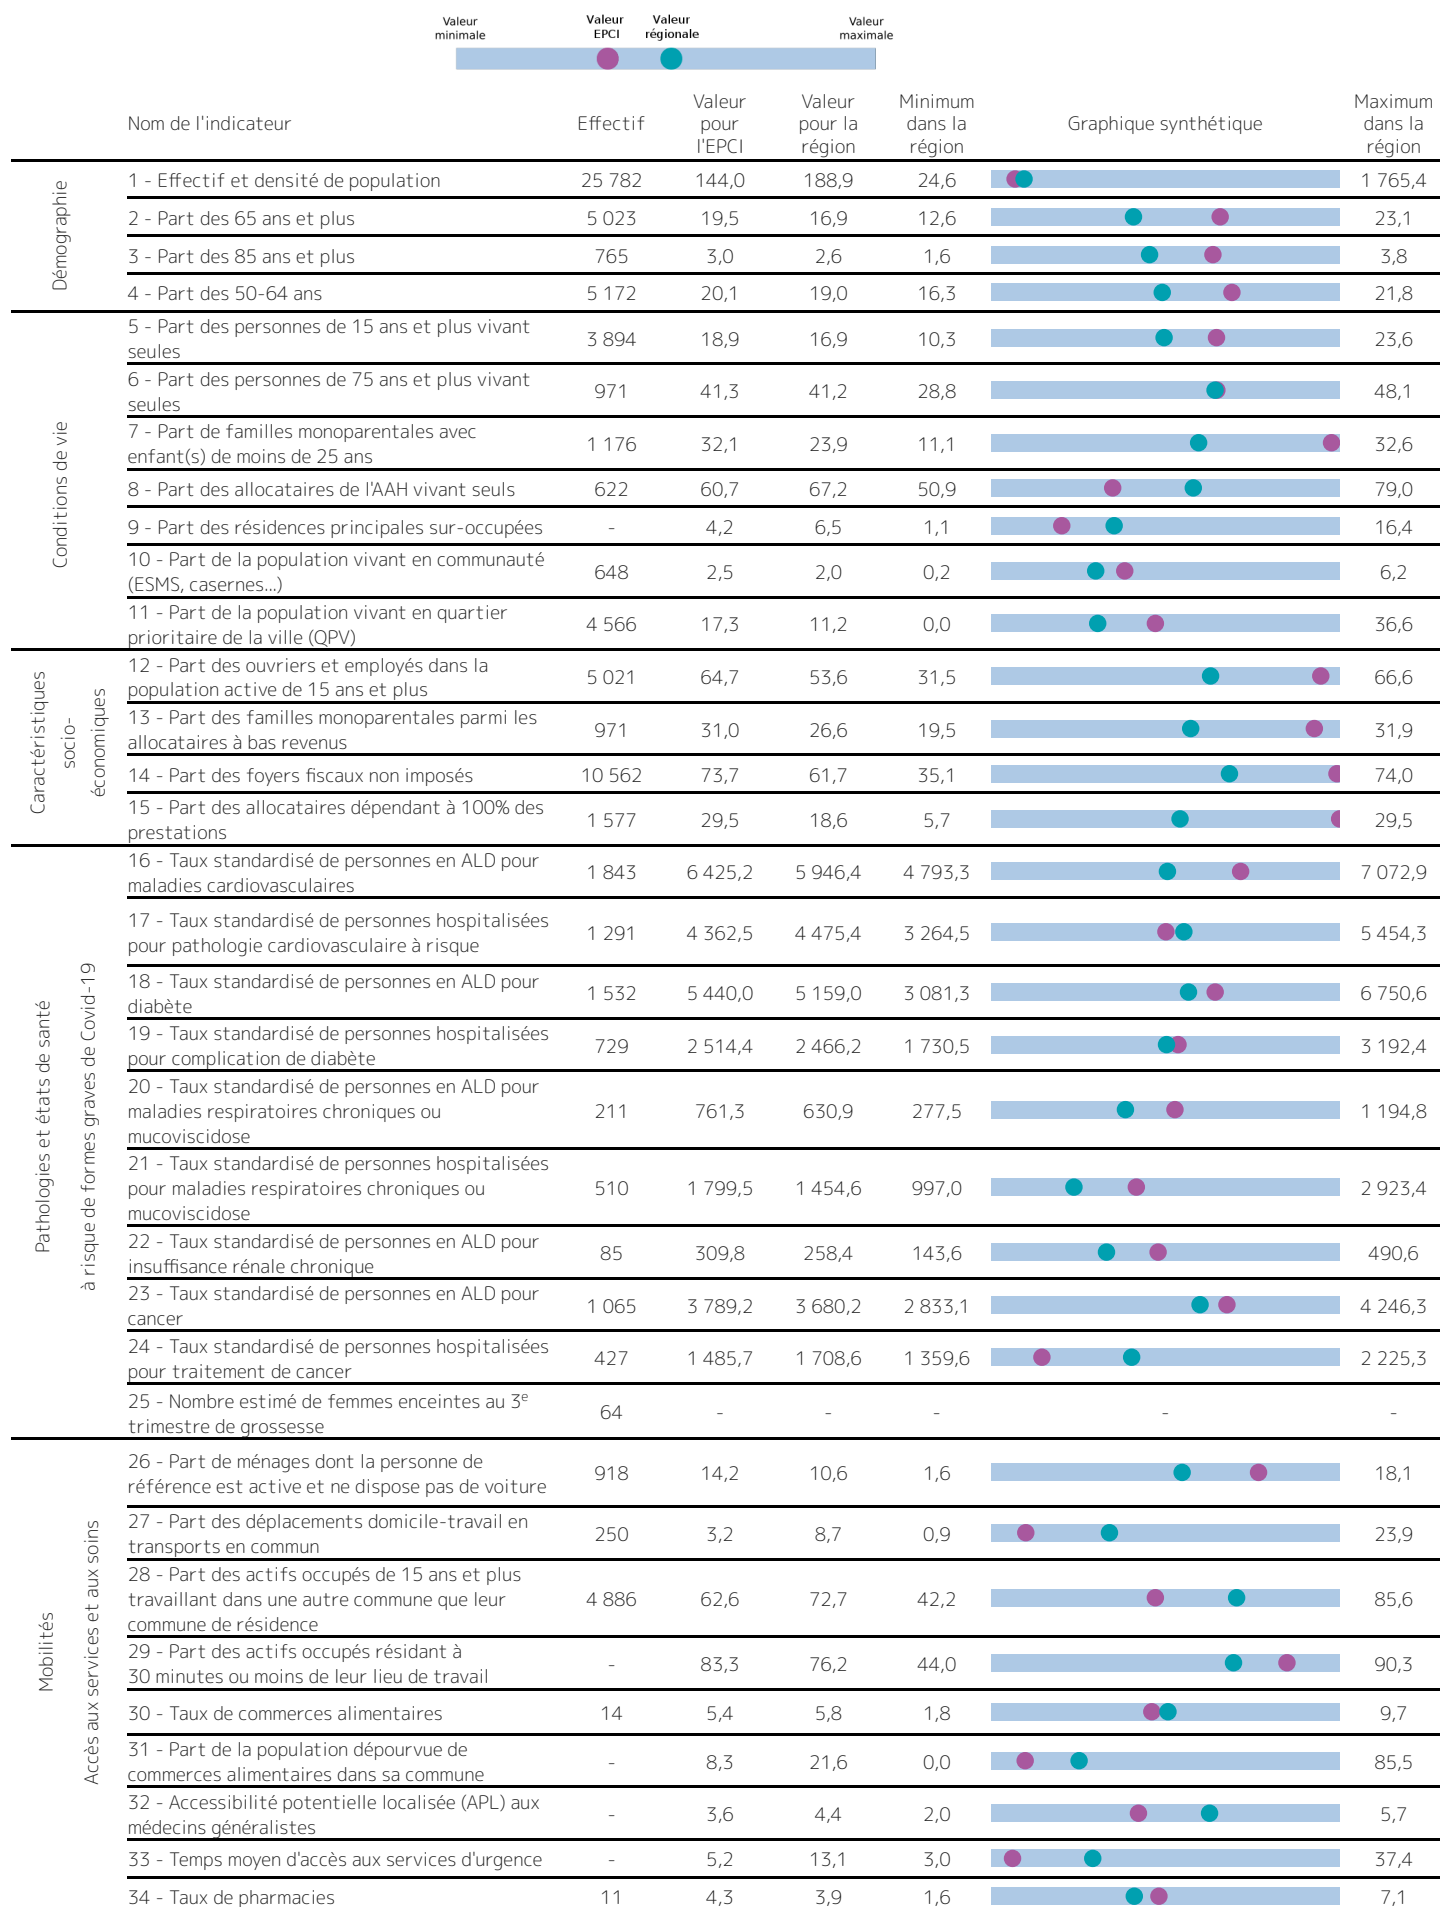 Valeur minimale
Valeur EPCI
Valeur régionale
Valeur maximale
Nom de l'indicateur
Effectif
Valeur pour l'EPCI
Valeur pour la région
Minimum dans la région
Graphique synthétique
Maximum dans la région
Démographie
1 - Effectif et densité de population 25 782 144,0 188,9 24,6 1 765,4
2 - Part des 65 ans et plus 5 023 19,5 16,9 12,6 23,1
3 - Part des 85 ans et plus 765 3,0 2,6 1,6 3,8
4 - Part des 50-64 ans 5 172 20,1 19,0 16,3 21,8
Conditions de vie
5 - Part des personnes de 15 ans et plus vivant
seules 3 894 18,9 16,9 10,3 23,6
6 - Part des personnes de 75 ans et plus vivant
seules 971 41,3 41,2 28,8 48,1
7 - Part de familles monoparentales avec
enfant(s) de moins de 25 ans 1 176 32,1 23,9 11,1 32,6
8 - Part des allocataires de l'AAH vivant seuls 622 60,7 67,2 50,9 79,0
9 - Part des résidences principales sur-occupées - 4,2 6,5 1,1 16,4
10 - Part de la population vivant en communauté
(ESMS, casernes...) 648 2,5 2,0 0,2 6,2
11 - Part de la population vivant en quartier
prioritaire de la ville (QPV) 4 566 17,3 11,2 0,0 36,6
Caractéristiques
socio-
économiques
12 - Part des ouvriers et employés dans la
population active de 15 ans et plus 5 021 64,7 53,6 31,5 66,6
13 - Part des familles monoparentales parmi les
allocataires à bas revenus 971 31,0 26,6 19,5 31,9
14 - Part des foyers fiscaux non imposés 10 562 73,7 61,7 35,1 74,0
15 - Part des allocataires dépendant à 100% des
prestations 1 577 29,5 18,6 5,7 29,5
Pathologies et états de santé
à risque de formes graves de Covid-19
16 - Taux standardisé de personnes en ALD pour
maladies cardiovasculaires 1 843 6 425,2 5 946,4 4 793,3 7 072,9
17 - Taux standardisé de personnes hospitalisées
pour pathologie cardiovasculaire à risque 1 291 4 362,5 4 475,4 3 264,5 5 454,3
18 - Taux standardisé de personnes en ALD pour
diabète 1 532 5 440,0 5 159,0 3 081,3 6 750,6
19 - Taux standardisé de personnes hospitalisées
pour complication de diabète 729 2 514,4 2 466,2 1 730,5 3 192,4
20 - Taux standardisé de personnes en ALD pour
maladies respiratoires chroniques ou
mucoviscidose 211 761,3 630,9 277,5 1 194,8
21 - Taux standardisé de personnes hospitalisées
pour maladies respiratoires chroniques ou
mucoviscidose 510 1 799,5 1 454,6 997,0 2 923,4
22 - Taux standardisé de personnes en ALD pour
insuffisance rénale chronique 85 309,8 258,4 143,6 490,6
23 - Taux standardisé de personnes en ALD pour
cancer 1 065 3 789,2 3 680,2 2 833,1 4 246,3
24 - Taux standardisé de personnes hospitalisées
pour traitement de cancer 427 1 485,7 1 708,6 1 359,6 2 225,3
25 - Nombre estimé de femmes enceintes au 3e
trimestre de grossesse 64 - - - - -
Mobilités
Accès aux services et aux soins
26 - Part de ménages dont la personne de
référence est active et ne dispose pas de voiture 918 14,2 10,6 1,6 18,1
27 - Part des déplacements domicile-travail en
transports en commun 250 3,2 8,7 0,9 23,9
28 - Part des actifs occupés de 15 ans et plus
travaillant dans une autre commune que leur
commune de résidence 4 886 62,6 72,7 42,2 85,6
29 - Part des actifs occupés résidant à
30 minutes ou moins de leur lieu de travail - 83,3 76,2 44,0 90,3
30 - Taux de commerces alimentaires 14 5,4 5,8 1,8 9,7
31 - Part de la population dépourvue de
commerces alimentaires dans sa commune - 8,3 21,6 0,0 85,5
32 - Accessibilité potentielle localisée (APL) aux
médecins généralistes - 3,6 4,4 2,0 5,7
33 - Temps moyen d'accès aux services d'urgence - 5,2 13,1 3,0 37,4
34 - Taux de pharmacies 11 4,3 3,9 1,6 7,1